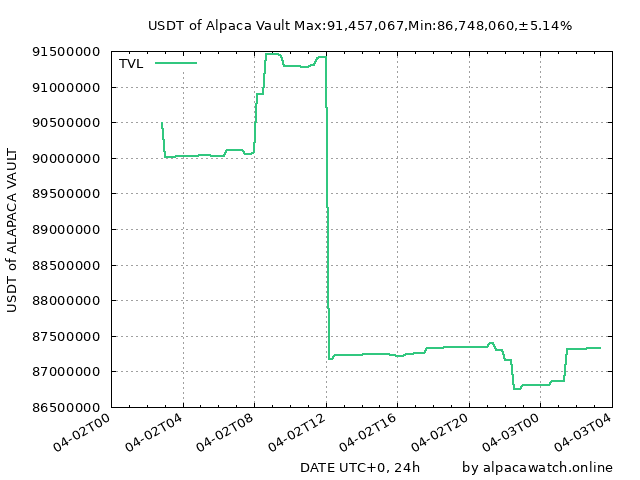 USDT of Alpaca Vault Max:91,457,067,Min:86,748,060,±5.14%
TVL
91500000
91000000
90500000
90000000
89500000
89000000
88500000
88000000
87500000
87000000
86500000
USDT of ALAPACA VAULT
04-02T00
04-02T04
04-02T08
04-02T12
04-02T16
04-02T20
04-03T00
04-03T04
DATE UTC+0, 24h
by alpacawatch.online